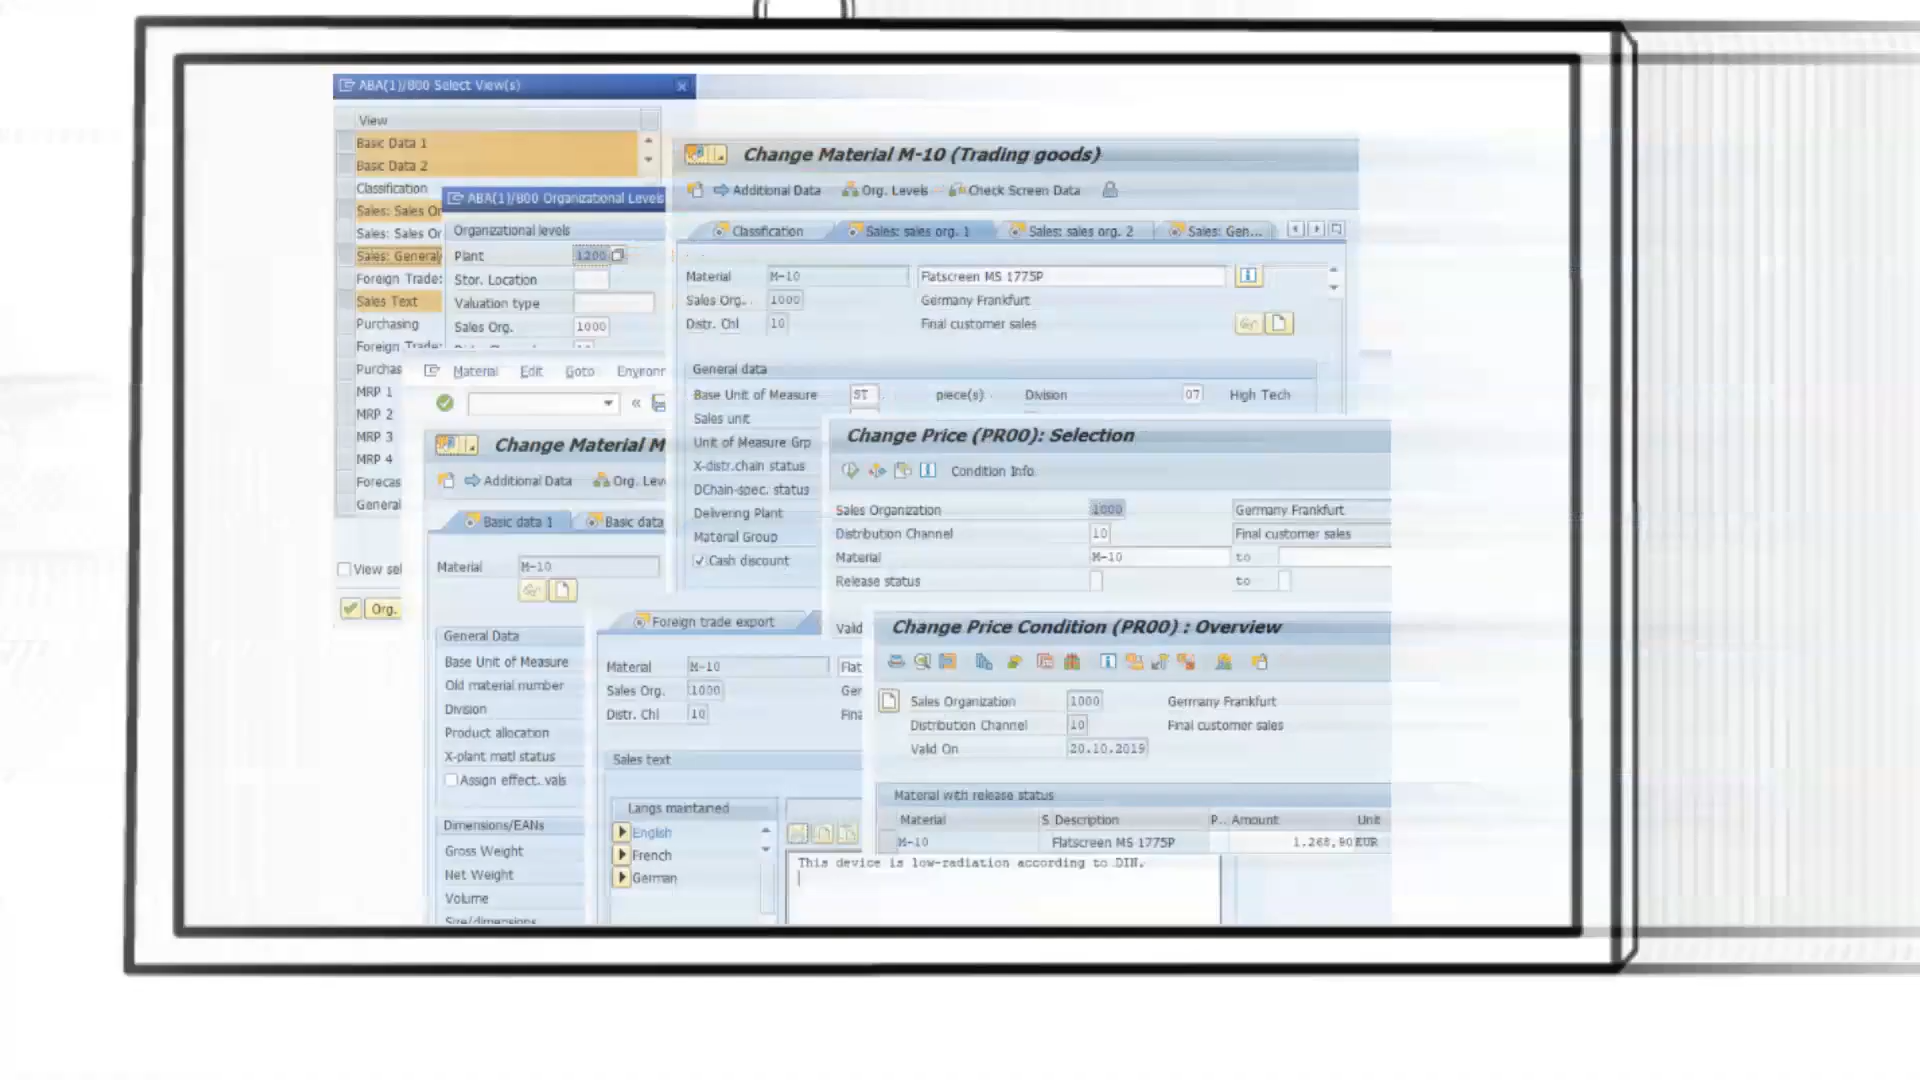 ABA(1)/800 Select View(s)
View
Basic Data 1
Basic Data 2
Classification
Sales: Sales Or
Sales: Sales Or
Sales: General
Foreign Trade:
Sales Text
Purchasing
Foreign Trade:
Purchas
MRP 1
MRP 2
MRP 3
MRP 4
Forecas
General
View sel
Org.
ABA(1)/800 Organizational Levels
Organizational levels
Plant 1200
Stor. Location
Valuation type
Sales Org. 1000
Change Material M-10 (Trading goods)
Additional Data Org. Levels Check Screen Data
Classification Sales: sales org. 1 Sales: sales org. 2 Sales: Gen...
Material M-10 Flatscreen MS 1775P
Sales Org. 1000 Germany Frankfurt
Distr. Chl 10 Final customer sales
General data
Base Unit of Measure ST piece(s) Division 07 High Tech
Sales unit
Unit of Measure Grp
X-distr.chain status
DChain-spec. status
Delivering Plant
Material Group
Cash discount
Material Edit Goto Environ
Change Material M
Additional Data Org. Lev
Basic data 1 Basic data
Material M-10
General Data
Base Unit of Measure
Old material number
Division
Product allocation
X-plant matl status
Assign effect. vals
Dimensions/EANs
Gross Weight
Net Weight
Volume
Size/dimensions
Change Price (PR00): Selection
Condition Info
Sales Organization 1000 Germany Frankfurt
Distribution Channel 10 Final customer sales
Material M-10 to
Release status to
Valid
Foreign trade export
Material M-10 Flat
Sales Org. 1000 Ger
Distr. Chl 10 Fina
Sales text
Langs maintained
English
French
German
This device is low-radiation according to DIN.
Change Price Condition (PR00) : Overview
Sales Organization 1000 Germany Frankfurt
Distribution Channel 10 Final customer sales
Valid On 20.10.2019
Material with release status
Material S Description P.. Amount Unit
M-10 Flatscreen MS 1775P 1.268,90 EUR